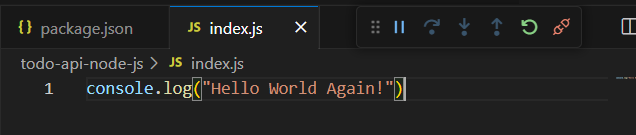 {} package.json JS index.js
todo-api-node-js > JS index.js
1 console.log("Hello World Again!")